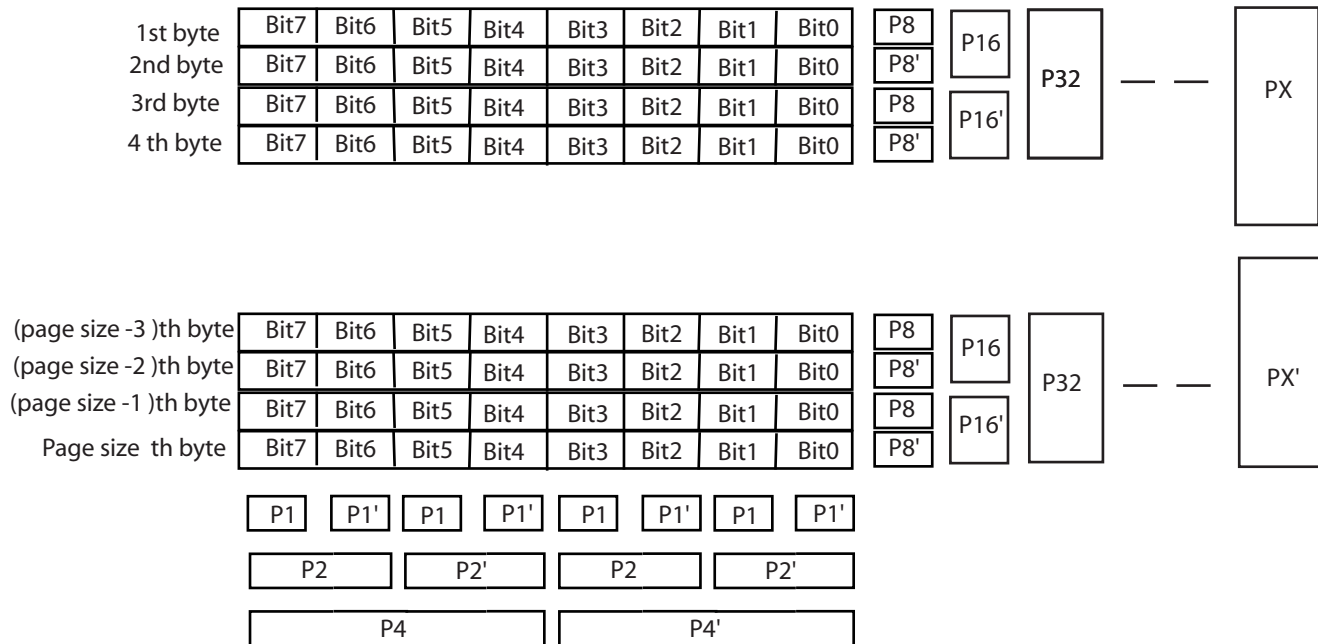 1st byte Bit7 Bit6 Bit5 Bit4 Bit3 Bit2 Bit1 Bit0 P8 P16 P32 — — PX
2nd byte Bit7 Bit6 Bit5 Bit4 Bit3 Bit2 Bit1 Bit0 P8'
3rd byte Bit7 Bit6 Bit5 Bit4 Bit3 Bit2 Bit1 Bit0 P8 P16'
4 th byte Bit7 Bit6 Bit5 Bit4 Bit3 Bit2 Bit1 Bit0 P8'
(page size -3 )th byte Bit7 Bit6 Bit5 Bit4 Bit3 Bit2 Bit1 Bit0 P8 P16 P32 — — PX'
(page size -2 )th byte Bit7 Bit6 Bit5 Bit4 Bit3 Bit2 Bit1 Bit0 P8'
(page size -1 )th byte Bit7 Bit6 Bit5 Bit4 Bit3 Bit2 Bit1 Bit0 P8 P16'
Page size th byte Bit7 Bit6 Bit5 Bit4 Bit3 Bit2 Bit1 Bit0 P8'
P1 P1' P1 P1' P1 P1' P1 P1'
P2 P2' P2 P2'
P4 P4'